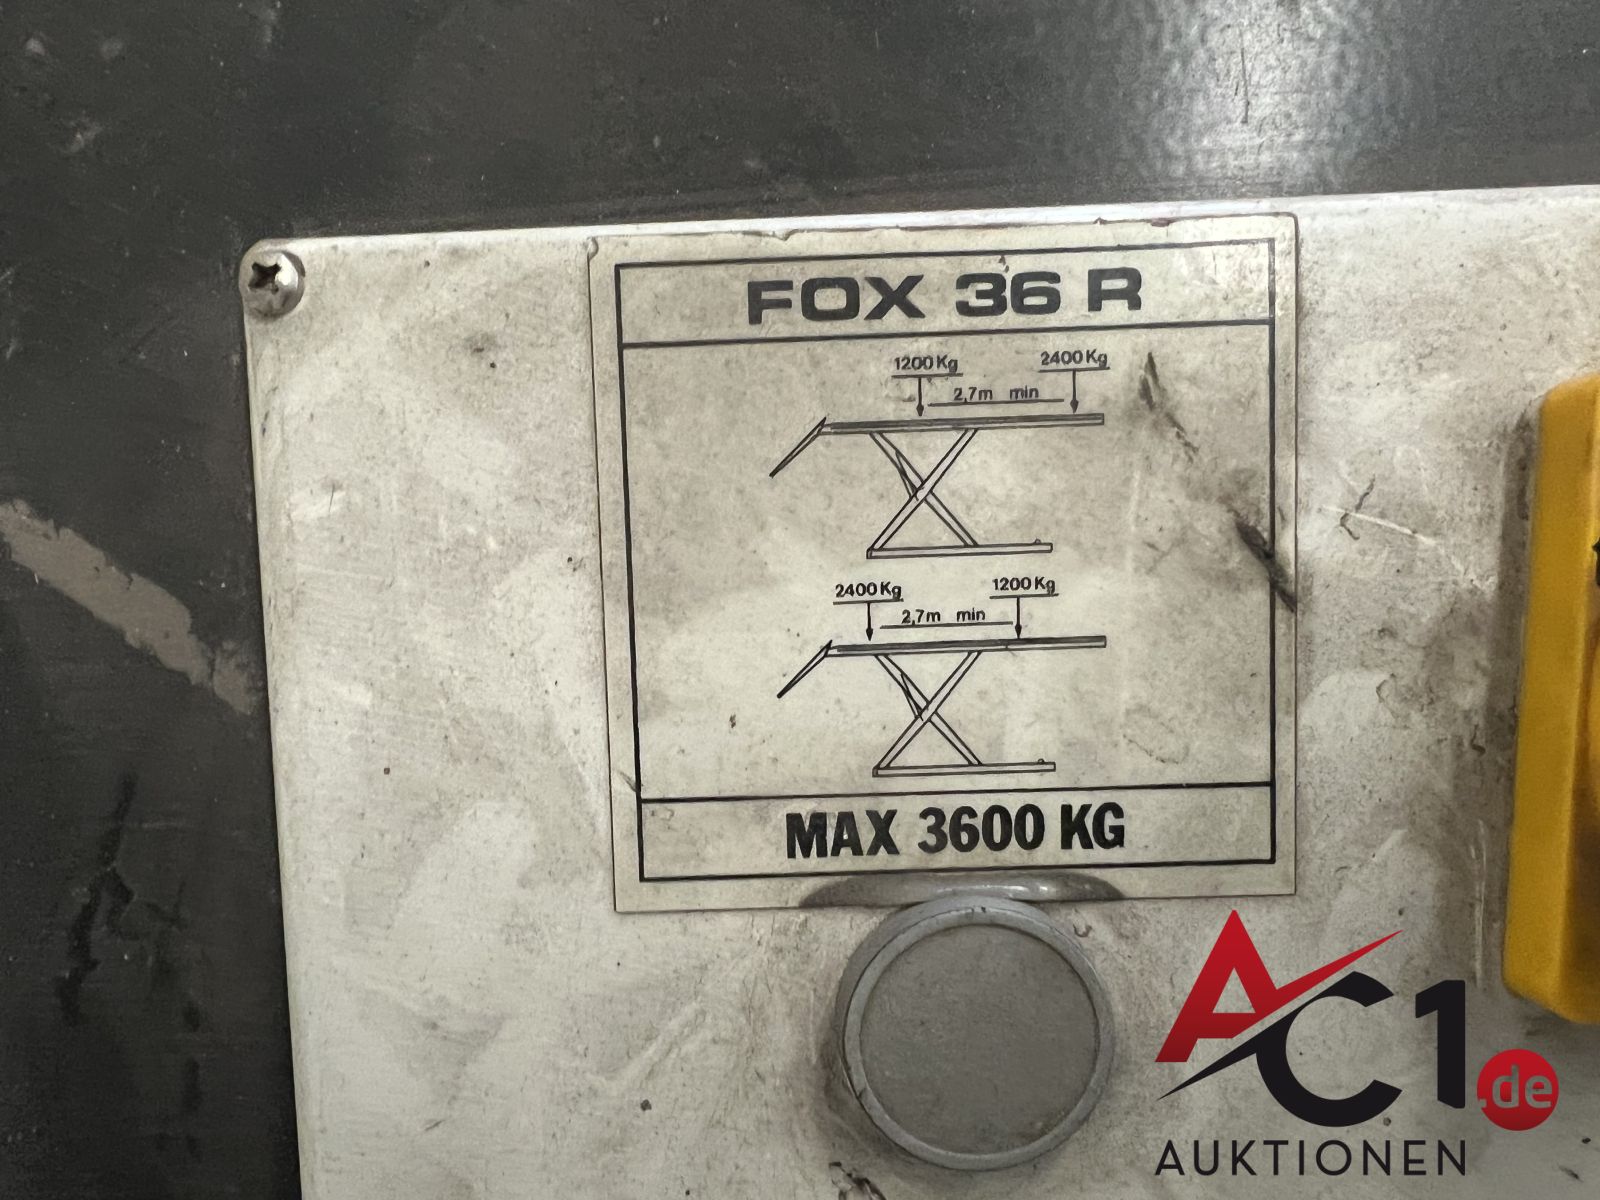 FOX 36 R
1200 Kg 2400 Kg
2,7m min
2400 Kg 1200 Kg
2,7m min
MAX 3600 KG
AC1.de
AUKTIONEN